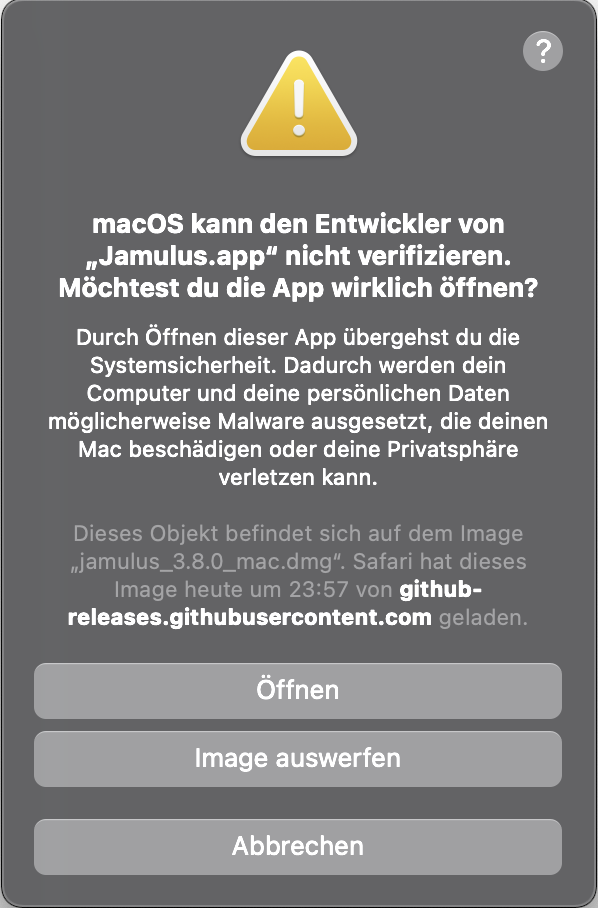 ?
macOS kann den Entwickler von
„Jamulus.app“ nicht verifizieren.
Möchtest du die App wirklich öffnen?
Durch Öffnen dieser App übergehst du die
Systemsicherheit. Dadurch werden dein
Computer und deine persönlichen Daten
möglicherweise Malware ausgesetzt, die deinen
Mac beschädigen oder deine Privatsphäre
verletzen kann.
Dieses Objekt befindet sich auf dem Image
„jamulus_3.8.0_mac.dmg“. Safari hat dieses
Image heute um 23:57 von github-
releases.githubusercontent.com geladen.
Öffnen
Image auswerfen
Abbrechen